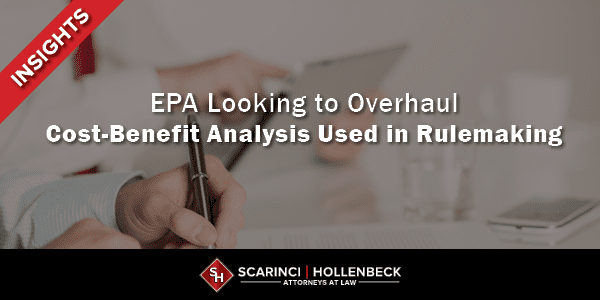 INSIGHTS
EPA Looking to Overhaul
Cost-Benefit Analysis Used in Rulemaking
SH
SCARINCI | HOLLENBECK
ATTORNEYS AT LAW